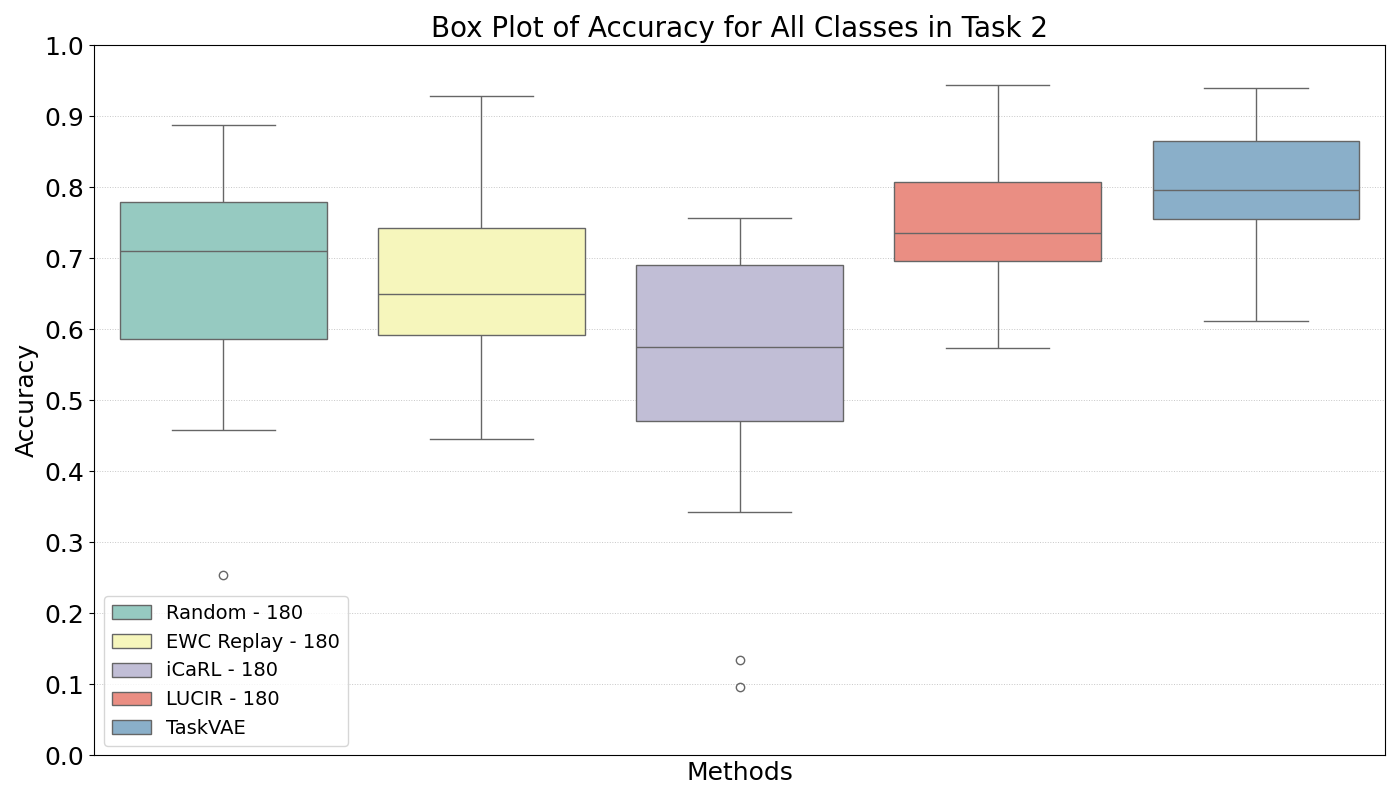 Box Plot of Accuracy for All Classes in Task 2
1.0
0.9
0.8
0.7
0.6
0.5
0.4
0.3
0.2
0.1
0.0
Accuracy
Random - 180
EWC Replay - 180
iCaRL - 180
LUCIR - 180
TaskVAE
Methods